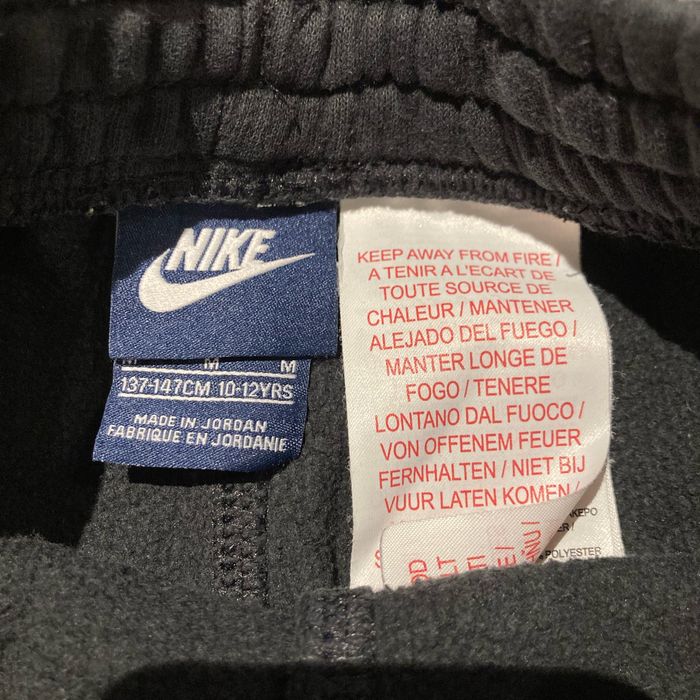 NIKE
M M M
137-147CM 10-12YRS
MADE IN JORDAN
FABRIQUE EN JORDANIE
KEEP AWAY FROM FIRE /
A TENIR A L'ECART DE
TOUTE SOURCE DE
CHALEUR / MANTENER
ALEJADO DEL FUEGO /
MANTER LONGE DE
FOGO / TENERE
LONTANO DAL FUOCO /
VON OFFENEM FEUER
FERNHALTEN / NIET BIJ
VUUR LATEN KOMEN /
POLYESTER